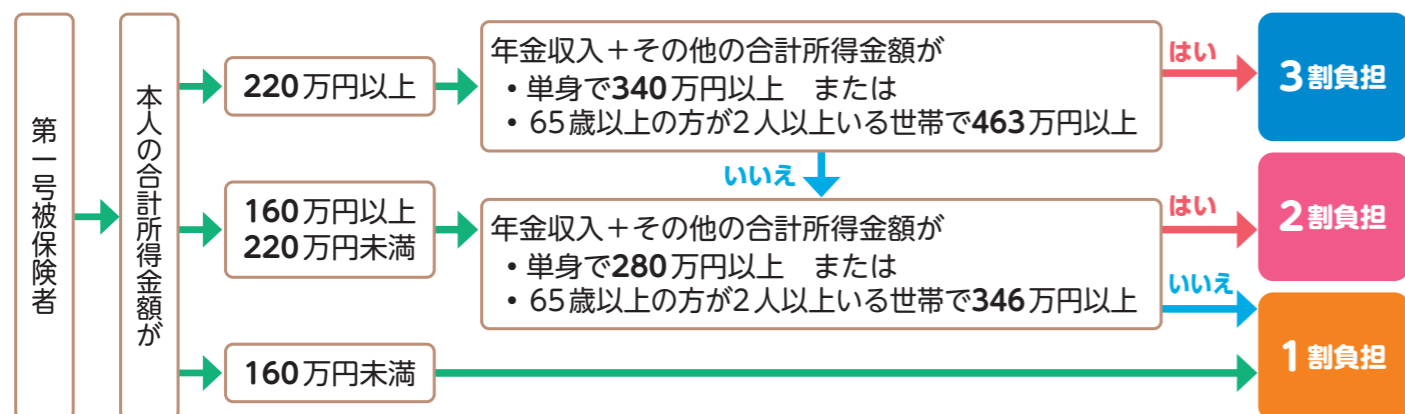 第一号被保険者
本人の合計所得金額が
220万円以上
年金収入＋その他の合計所得金額が
・単身で340万円以上　または
・65歳以上の方が2人以上いる世帯で463万円以上
はい
3割負担
いいえ
160万円以上
220万円未満
年金収入＋その他の合計所得金額が
・単身で280万円以上　または
・65歳以上の方が2人以上いる世帯で346万円以上
はい
2割負担
いいえ
1割負担
160万円未満